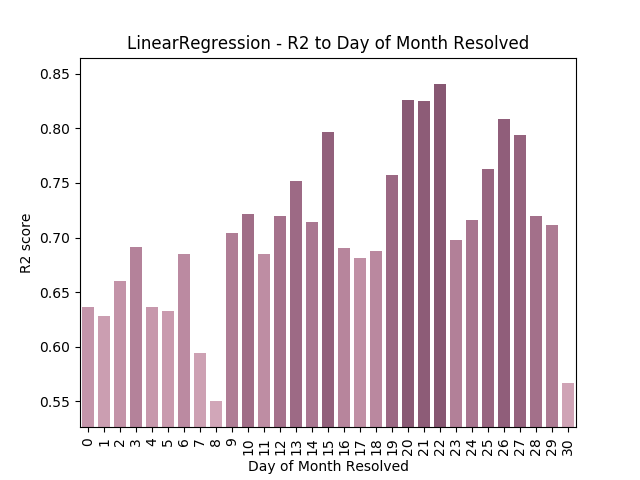 LinearRegression - R2 to Day of Month Resolved
0.85
0.80
0.75
0.70
0.65
0.60
0.55
R2 score
0 1 2 3 4 5 6 7 8 9 10 11 12 13 14 15 16 17 18 19 20 21 22 23 24 25 26 27 28 29 30
Day of Month Resolved